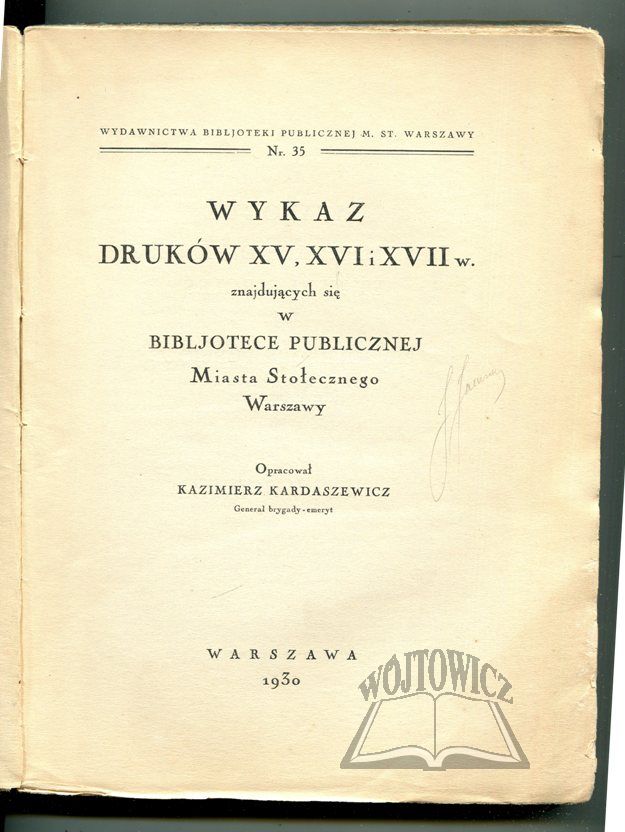 WYDAWNICTWA BIBLJOTEKI PUBLICZNEJ M. ST. WARSZAWY
Nr. 35
WYKAZ
DRUKÓW XV, XVI i XVII w.
znajdujących się
w
BIBLJOTECE PUBLICZNEJ
Miasta Stołecznego
Warszawy
Opracował
KAZIMIERZ KARDASZEWICZ
Generał brygady-emeryt
WARSZAWA
1930
WÓJTOWICZ